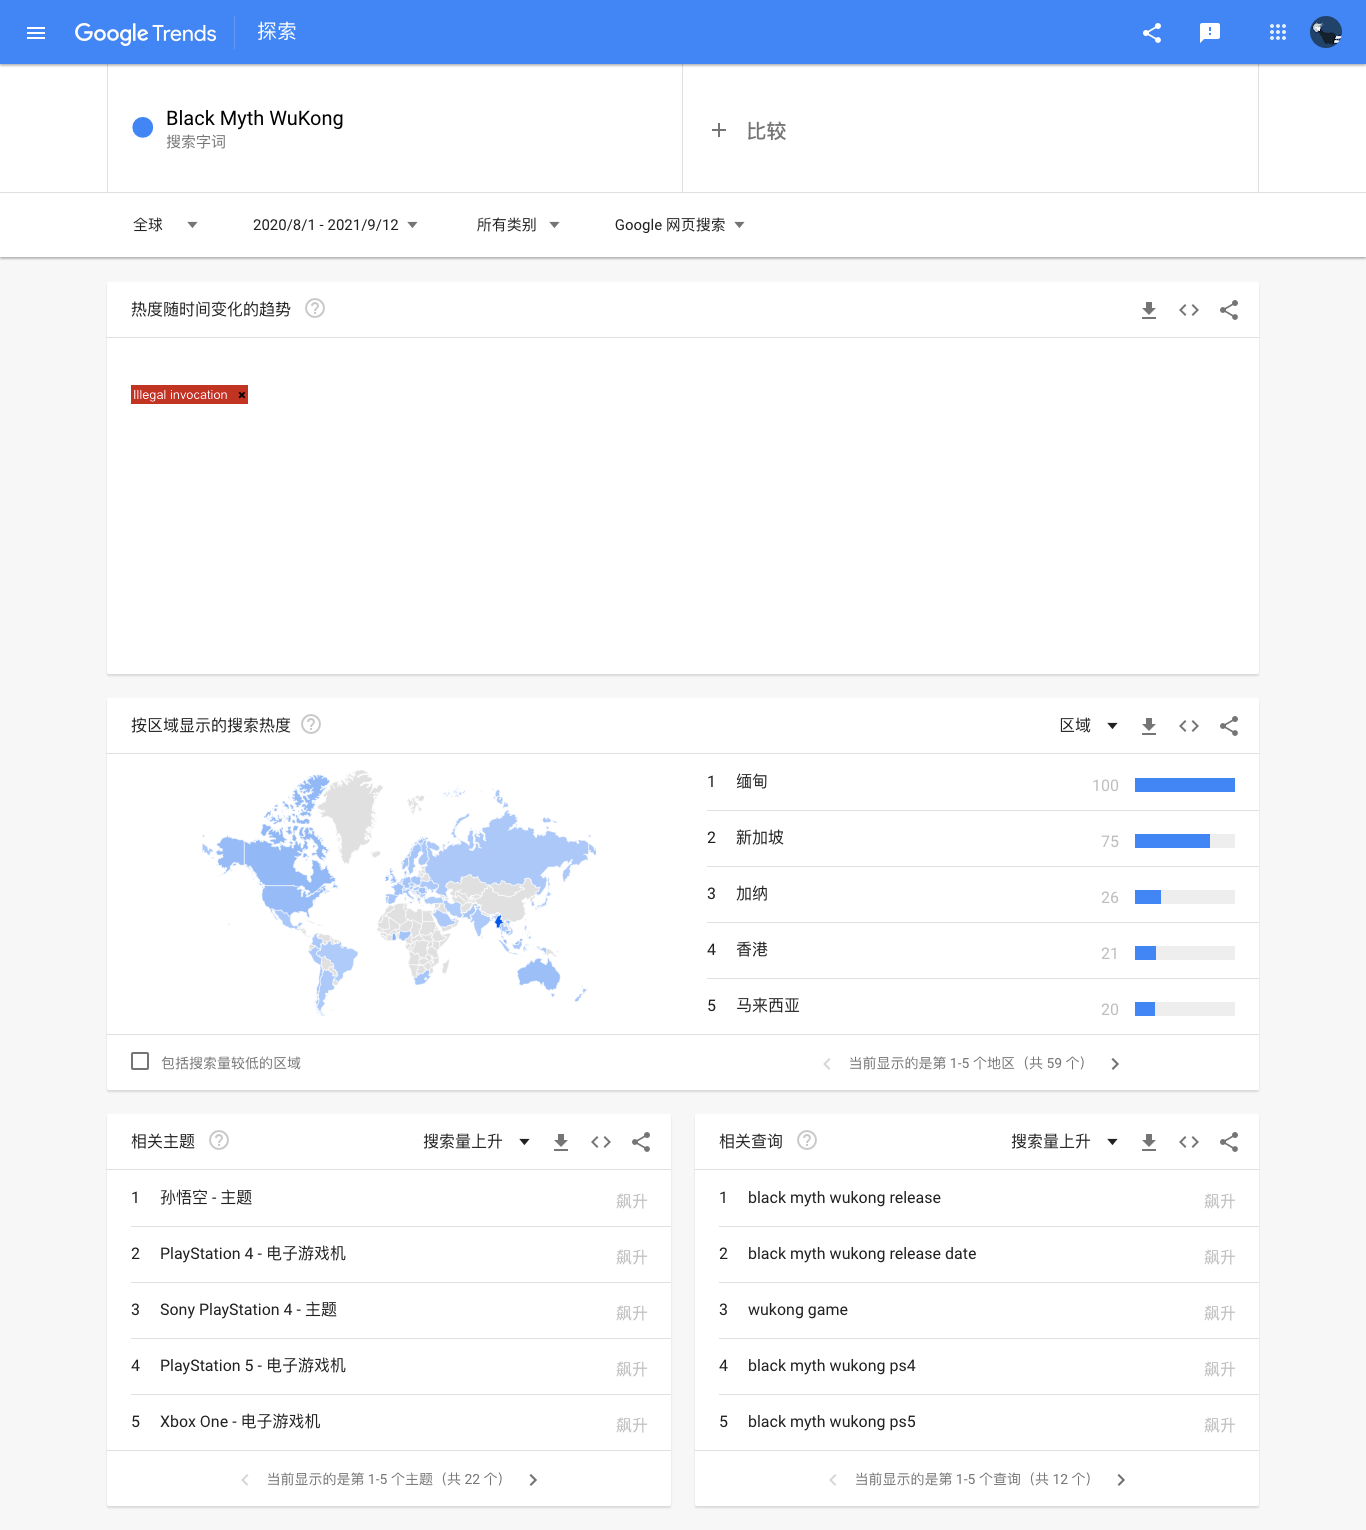 Google Trends 探索
Black Myth WuKong
搜索字词
比较
全球 2020/8/1 - 2021/9/12 所有类别 Google 网页搜索
热度随时间变化的趋势
Illegal invocation ×
按区域显示的搜索热度 区域
1 缅甸 100
2 新加坡 75
3 加纳 26
4 香港 21
5 马来西亚 20
包括搜索量较低的区域
当前显示的是第 1-5 个地区（共 59 个）
相关主题 搜索量上升
1 孙悟空 - 主题 飙升
2 PlayStation 4 - 电子游戏机 飙升
3 Sony PlayStation 4 - 主题 飙升
4 PlayStation 5 - 电子游戏机 飙升
5 Xbox One - 电子游戏机 飙升
当前显示的是第 1-5 个主题（共 22 个）
相关查询 搜索量上升
1 black myth wukong release 飙升
2 black myth wukong release date 飙升
3 wukong game 飙升
4 black myth wukong ps4 飙升
5 black myth wukong ps5 飙升
当前显示的是第 1-5 个查询（共 12 个）